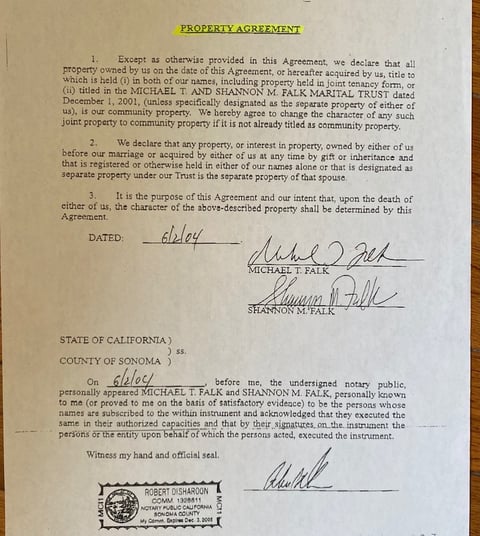 PROPERTY AGREEMENT
1. Except as otherwise provided in this Agreement, we declare that all
property owned by us on the date of this Agreement, or hereafter acquired by us, title to
which is held (i) in both of our names, including property held in joint tenancy form, or
(ii) titled in the MICHAEL T. AND SHANNON M. FALK MARITAL TRUST dated
December 1, 2001, (unless specifically designated as the separate property of either of
us), is our community property. We hereby agree to change the character of any such
joint property to community property if it is not already titled as community property.
2. We declare that any property, or interest in property, owned by either of us
before our marriage or acquired by either of us at any time by gift or inheritance and
that is registered or otherwise held in either of our names alone or that is designated as
separate property under our Trust is the separate property of that spouse.
3. It is the purpose of this Agreement and our intent that, upon the death
of either of us, the character of the above-described property shall be determined by this
Agreement.
DATED: 6/2/04
MICHAEL T. FALK
Shannon M. Falk
SHANNON M. FALK
STATE OF CALIFORNIA )
) ss.
COUNTY OF SONOMA )
On 6/2/04, before me, the undersigned notary public,
personally appeared MICHAEL T. FALK and SHANNON M. FALK, personally known
to me (or proved to me on the basis of satisfactory evidence) to be the persons whose
names are subscribed to the within instrument and acknowledged that they executed the
same in their authorized capacities and that by their signatures on the instrument the
persons or the entity upon behalf of which the persons acted, executed the instrument.
Witness my hand and official seal.
ROBERT DISHAROON
COMM. 1328611
NOTARY PUBLIC CALIFORNIA
SONOMA COUNTY
My Comm. Expires Dec. 3, 2005